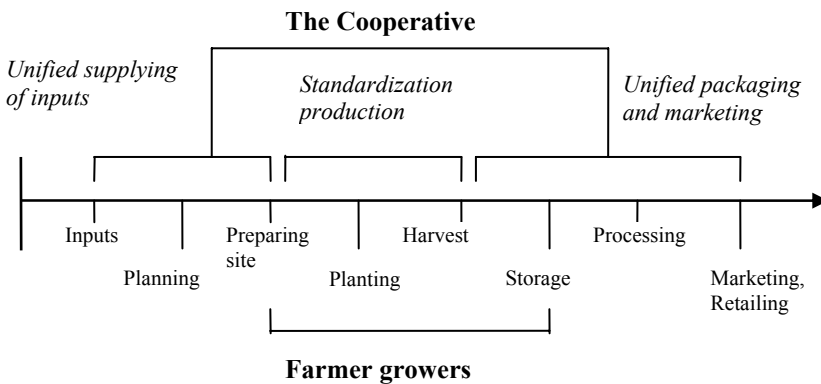 The Cooperative
Unified supplying
of inputs
Standardization
production
Unified packaging
and marketing
Inputs
Preparing
site
Harvest
Processing
Planning
Planting
Storage
Marketing,
Retailing
Farmer growers